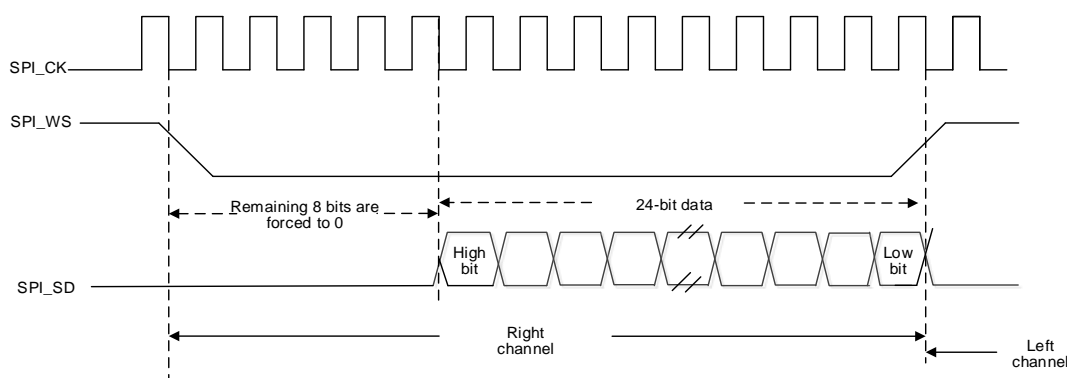 SPI_CK
SPI_WS
Remaining 8 bits are
forced to 0
24-bit data
High
bit
Low
bit
SPI_SD
Right
channel
Left
channel